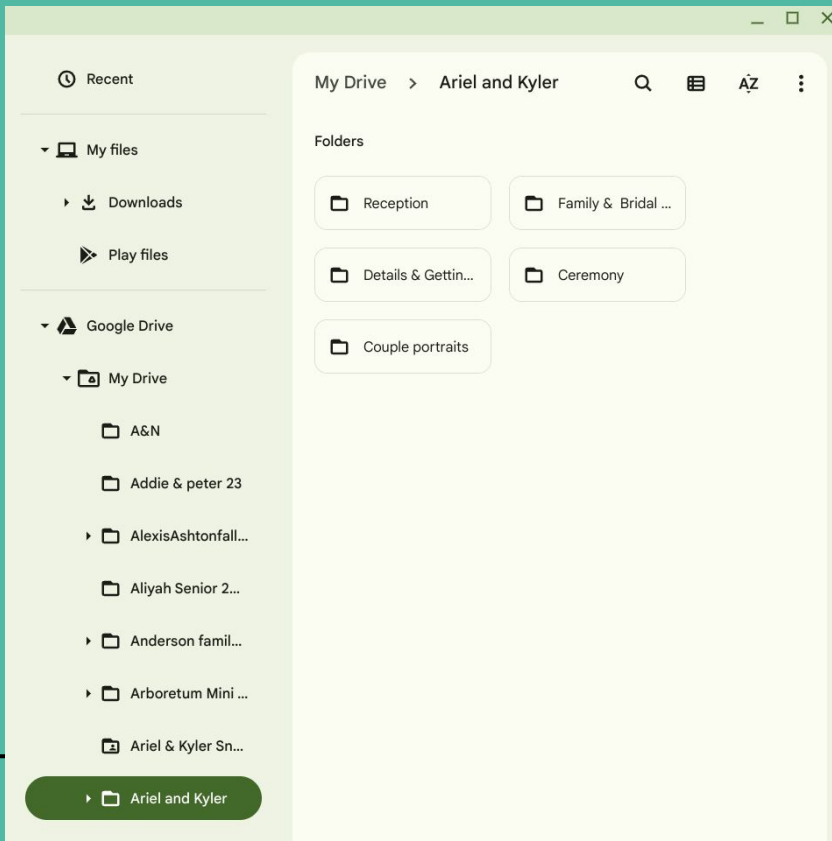 Recent
My files
Downloads
Play files
Google Drive
My Drive
A&N
Addie & peter 23
AlexisAshtonfall...
Aliyah Senior 2...
Anderson famil...
Arboretum Mini ...
Ariel & Kyler Sn...
Ariel and Kyler
My Drive > Ariel and Kyler AZ
Folders
Reception
Family & Bridal ...
Details & Gettin...
Ceremony
Couple portraits